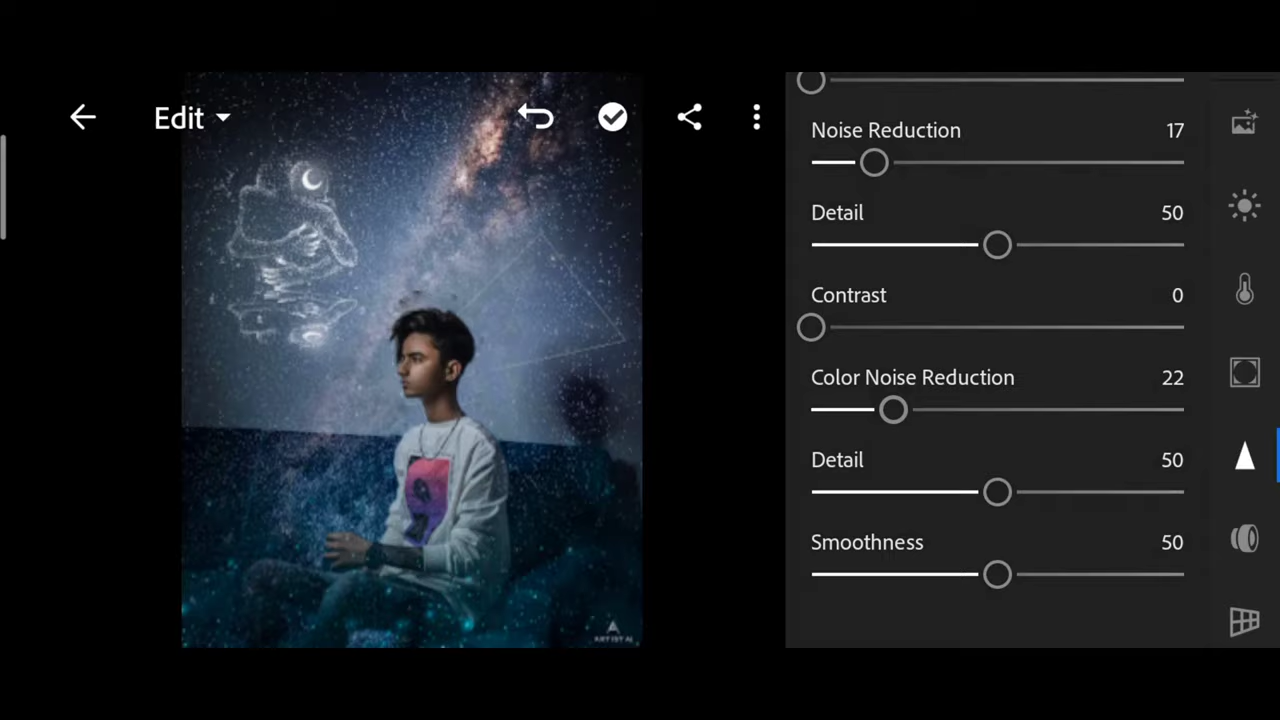 Edit
Noise Reduction 17
Detail 50
Contrast 0
Color Noise Reduction 22
Detail 50
Smoothness 50